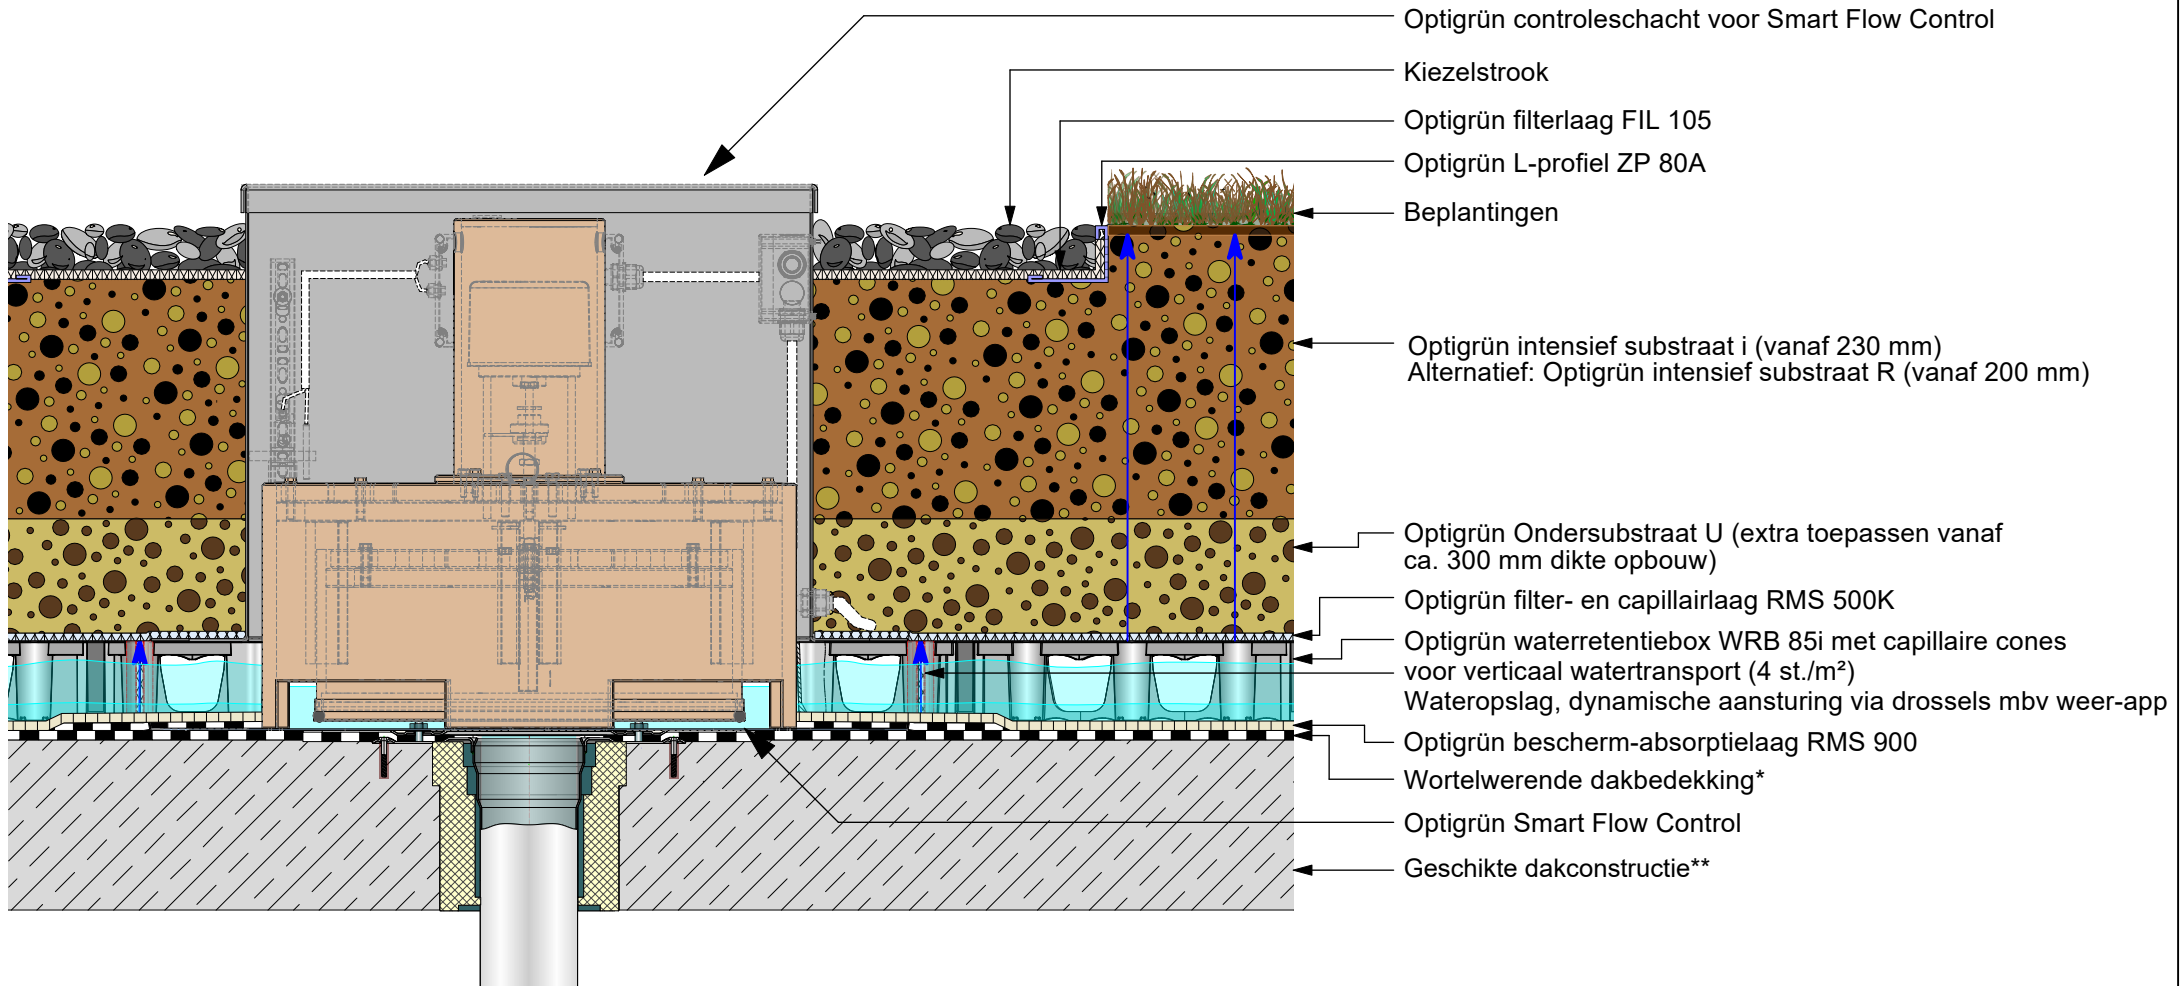 Optigrün controleschacht voor Smart Flow Control
Kiezelstrook
Optigrün filterlaag FIL 105
Optigrün L-profiel ZP 80A
Beplantingen
Optigrün intensief substraat i (vanaf 230 mm)
Alternatief: Optigrün intensief substraat R (vanaf 200 mm)
Optigrün Ondersubstraat U (extra toepassen vanaf
ca. 300 mm dikte opbouw)
Optigrün filter- en capillairlaag RMS 500K
Optigrün waterretentiebox WRB 85i met capillaire cones
voor verticaal watertransport (4 st./m²)
Wateropslag, dynamische aansturing via drossels mbv weer-app
Optigrün bescherm-absorptielaag RMS 900
Wortelwerende dakbedekking*
Optigrün Smart Flow Control
Geschikte dakconstructie**